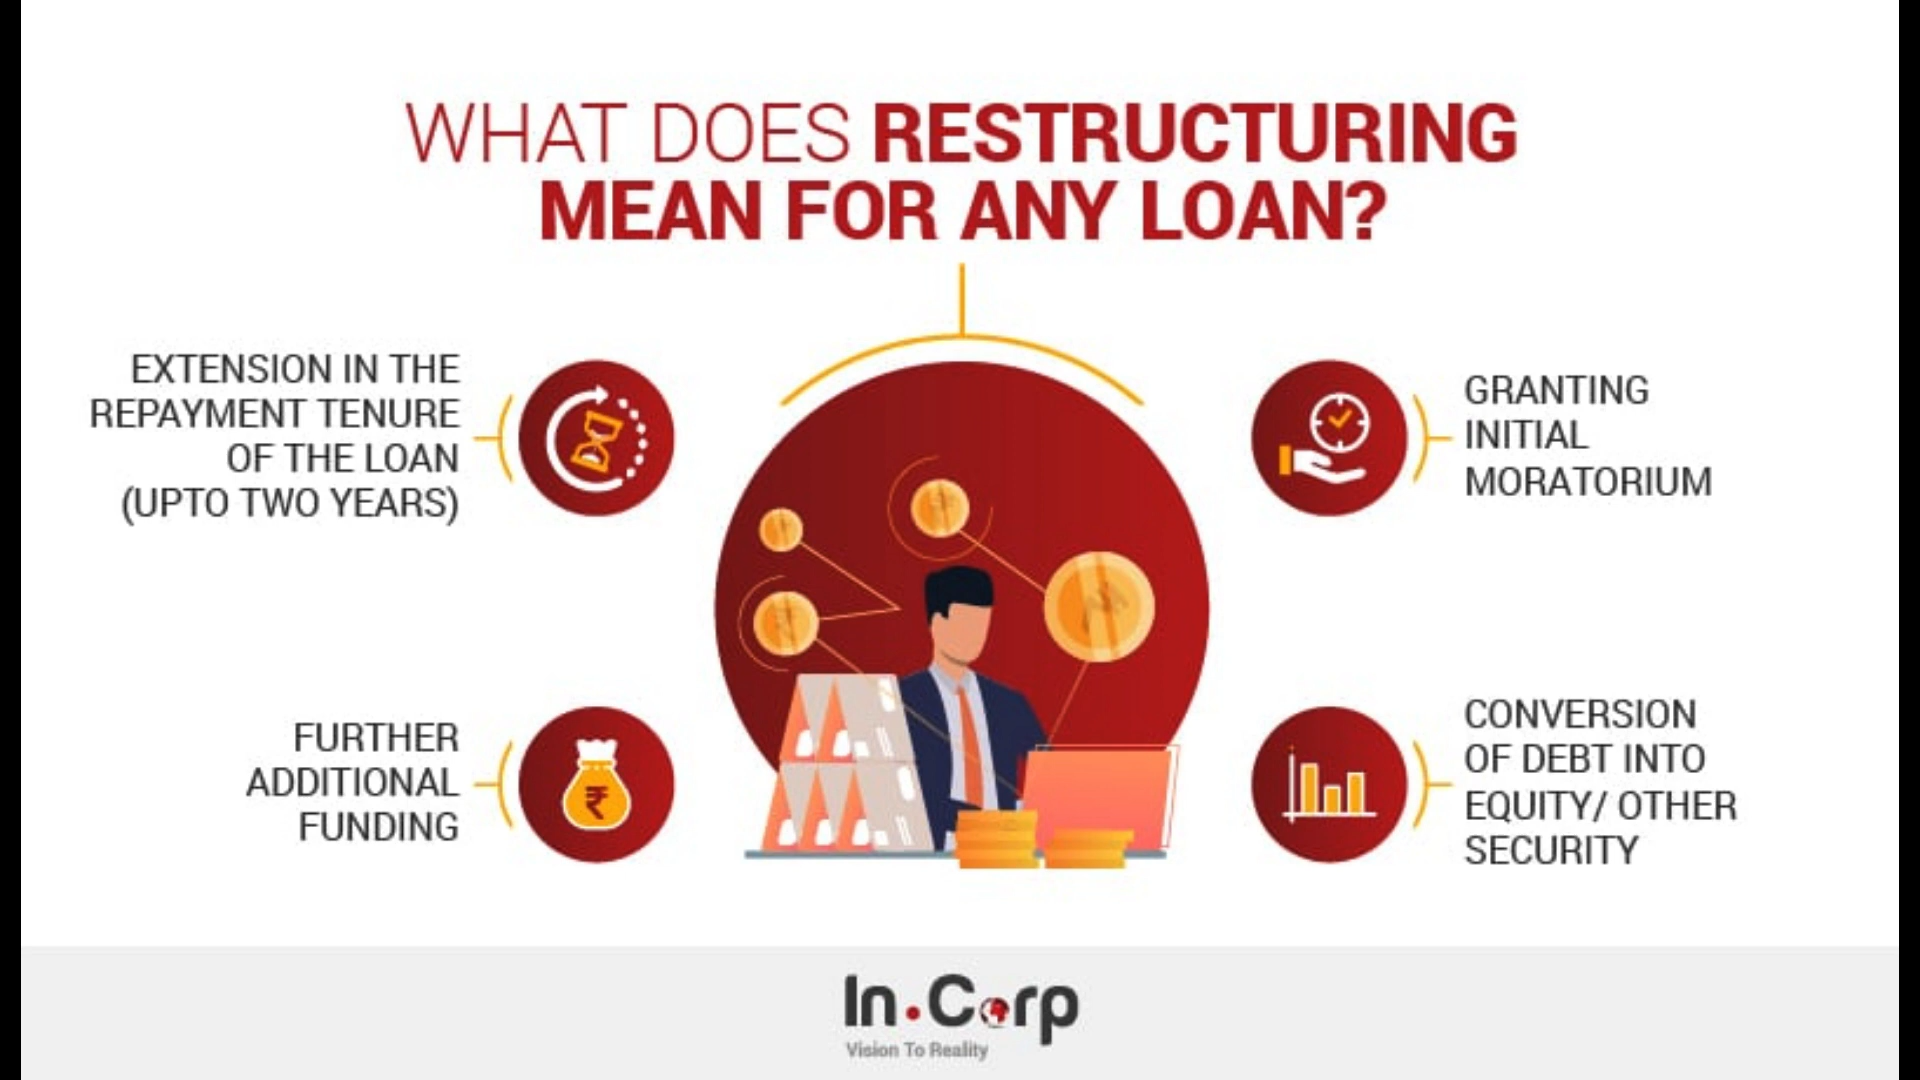 WHAT DOES RESTRUCTURING
MEAN FOR ANY LOAN?
EXTENSION IN THE
REPAYMENT TENURE
OF THE LOAN
(UPTO TWO YEARS)
GRANTING
INITIAL
MORATORIUM
FURTHER
ADDITIONAL
FUNDING
₹
CONVERSION
OF DEBT INTO
EQUITY/ OTHER
SECURITY
In.Corp
Vision To Reality